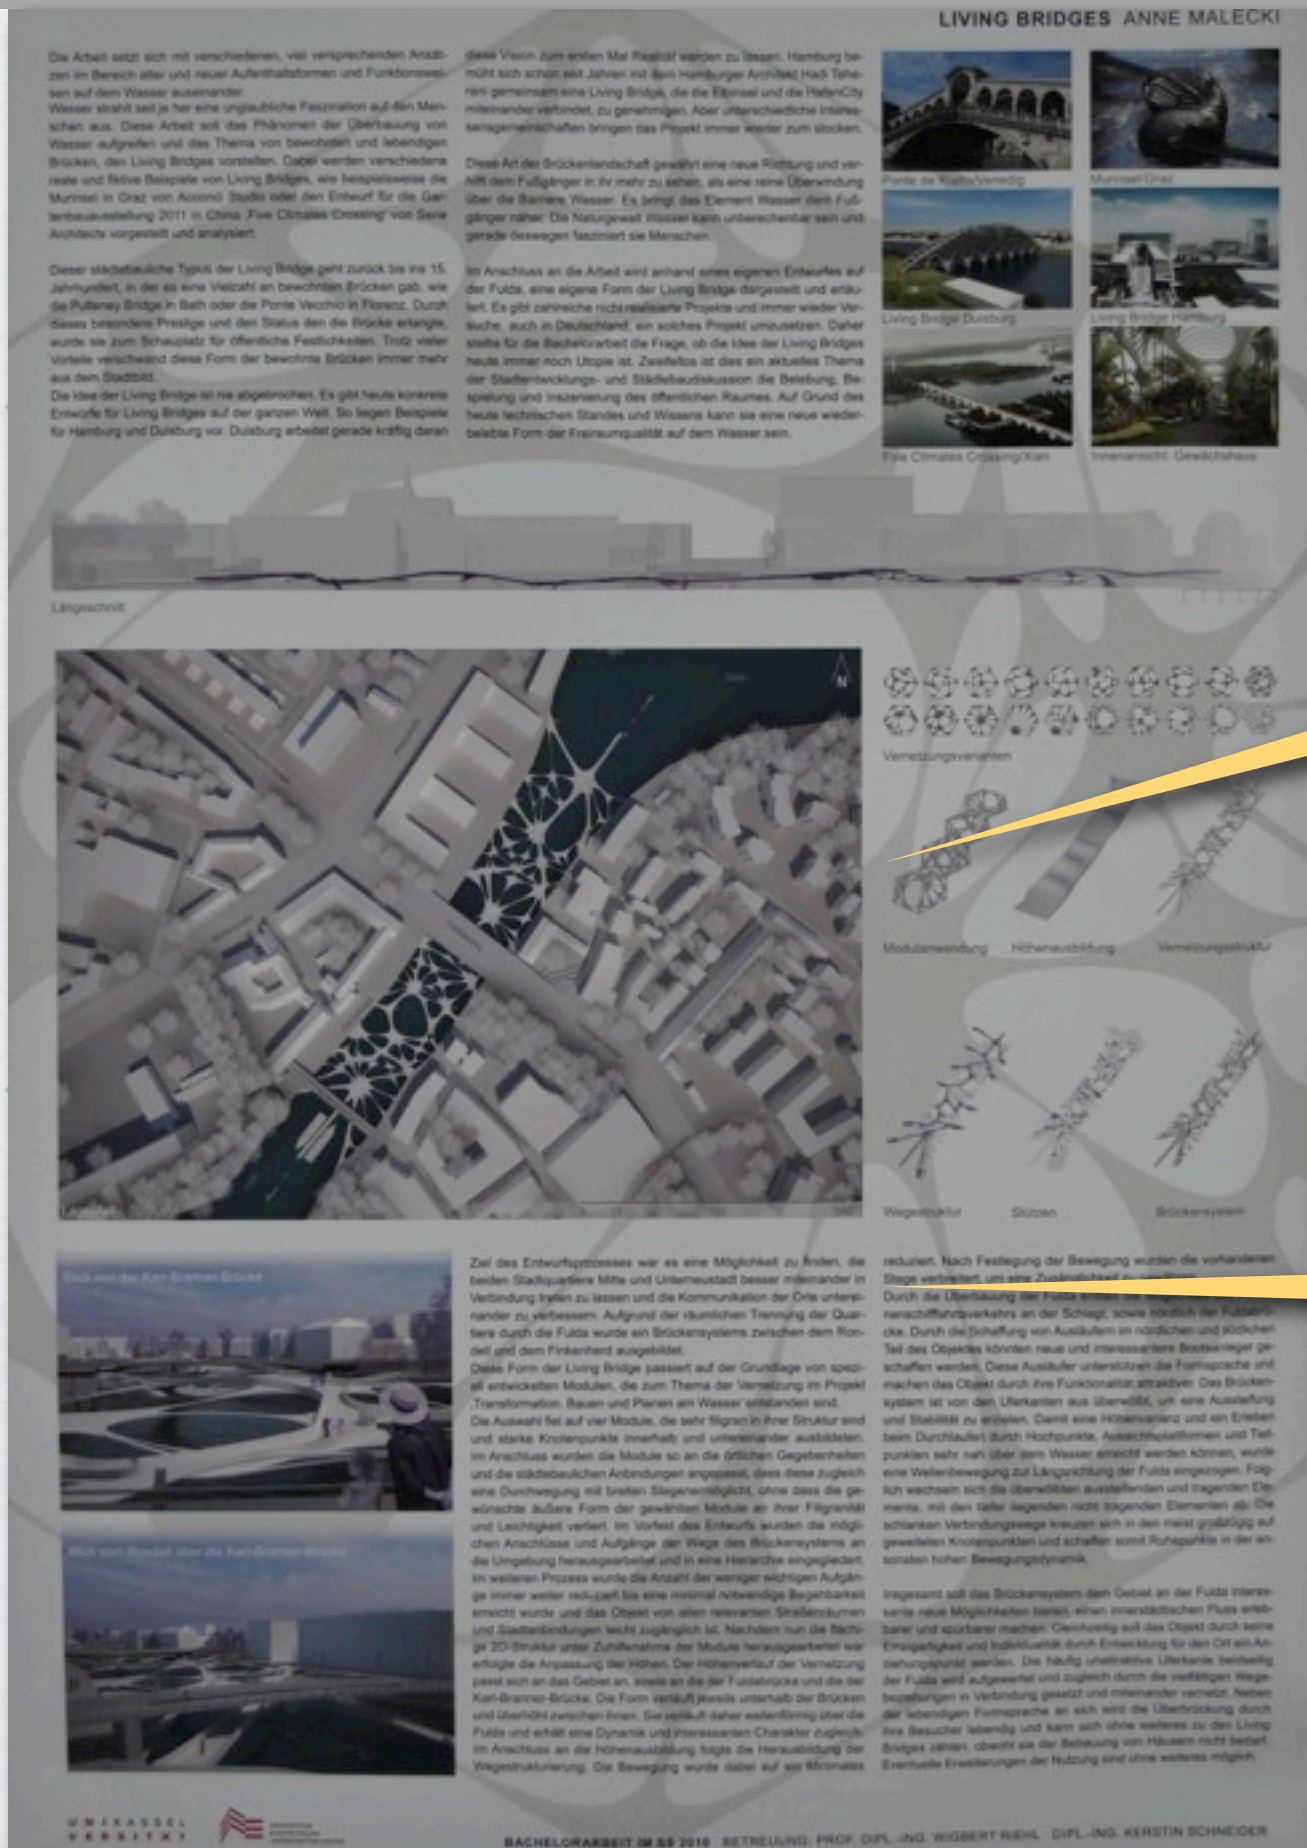 LIVING BRIDGES ANNE MALECKI
Die Arbeit setzt sich mit verschiedenen, viel versprechenden Ansät-
zen im Bereich alter und neuer Aufenthaltsformen und Funktionswei-
sen auf dem Wasser auseinander.
Wasser strahlt seit je her eine unglaubliche Faszination auf den Men-
schen aus. Diese Arbeit soll das Phänomen der Überbauung von
Wasser aufgreifen und das Thema von bewohnten und lebendigen
Brücken, den Living Bridges vorstellen. Dabei werden verschiedene
reale und fiktive Beispiele von Living Bridges, wie beispielsweise die
Murinsel in Graz von Acconci Studio oder den Entwurf für die Gar-
tenbauausstellung 2011 in China ‚Five Climates Crossing' von Serie
Architects vorgestellt und analysiert.
Dieser städtebauliche Typus der Living Bridge geht zurück bis ins 15.
Jahrhundert, in der es eine Vielzahl an bewohnten Brücken gab, wie
die Pulteney Bridge in Bath oder die Ponte Vecchio in Florenz. Durch
dieses besondere Prestige und den Status den die Brücke erlangte,
wurde sie zum Schauplatz für öffentliche Festlichkeiten. Trotz vieler
Vorteile verschwand diese Form der bewohnte Brücken immer mehr
aus dem Stadtbild.
Die Idee der Living Bridge ist nie abgebrochen. Es gibt heute konkrete
Entwürfe für Living Bridges auf der ganzen Welt. So liegen Beispiele
für Hamburg und Duisburg vor. Duisburg arbeitet gerade kräftig daran
diese Vision zum ersten Mal Realität werden zu lassen. Hamburg be-
müht sich schon seit Jahren mit dem Hamburger Architekt Hadi Tehe-
rani gemeinsam eine Living Bridge, die die Elbinsel und die HafenCity
miteinander verbindet, zu genehmigen. Aber unterschiedliche Interes-
sensgemeinschaften bringen das Projekt immer wieder zum stocken.
Diese Art der Brückenlandschaft gewährt eine neue Richtung und ver-
hilft dem Fußgänger in ihr mehr zu sehen, als eine reine Überwindung
über die Barriere Wasser. Es bringt das Element Wasser dem Fuß-
gänger näher. Die Naturgewalt Wasser kann unberechenbar sein und
gerade deswegen fasziniert sie Menschen.
Im Anschluss an die Arbeit wird anhand eines eigenen Entwurfes auf
der Fulda, eine eigene Form der Living Bridge dargestellt und erläu-
tert. Es gibt zahlreiche nicht realisierte Projekte und immer wieder Ver-
suche, auch in Deutschland, ein solches Projekt umzusetzen. Daher
stellte für die Bachelorarbeit die Frage, ob die Idee der Living Bridges
heute immer noch Utopie ist. Zweifellos ist dies ein aktuelles Thema
der Stadtentwicklungs- und Städtebaudiskussion die Belebung, Be-
spielung und Inszenierung des öffentlichen Raumes. Auf Grund des
heute technischen Standes und Wissens kann sie eine neue wieder-
belebte Form der Freiraumqualität auf dem Wasser sein.
Ponte de Rialto/Venedig
Murinsel/Graz
Living Bridge Duisburg
Living Bridge Hamburg
Five Climates Crossing/Xian
Innenansicht: Gewächshaus
Längsschnitt
N
Lageplan
Vernetzungsvarianten
Modulanwendung Höhenausbildung Vernetzungsstruktur
Wegestruktur Stützen Brückensystem
Blick von der Karl-Branner-Brücke
Blick vom Rondell über die Karl-Branner-Brücke
Ziel des Entwurfsprozesses war es eine Möglichkeit zu finden, die
beiden Stadtquartiere Mitte und Unterneustadt besser miteinander in
Verbindung treten zu lassen und die Kommunikation der Orte unterei-
nander zu verbessern. Aufgrund der räumlichen Trennung der Quar-
tiere durch die Fulda wurde ein Brückensystems zwischen dem Ron-
dell und dem Finkenherd ausgebildet.
Diese Form der Living Bridge passiert auf der Grundlage von spezi-
ell entwickelten Modulen, die zum Thema der Vernetzung im Projekt
‚Transformation. Bauen und Planen am Wasser' entstanden sind.
Die Auswahl fiel auf vier Module, die sehr filigran in ihrer Struktur sind
und starke Knotenpunkte innerhalb und untereinander ausbildeten.
Im Anschluss wurden die Module so an die örtlichen Gegebenheiten
und die städtebaulichen Anbindungen angepasst, dass diese zugleich
eine Durchwegung mit breiten Stegen ermöglicht, ohne dass die ge-
wünschte äußere Form der gewählten Module an ihrer Filigranität
und Leichtigkeit verliert. Im Vorfeld des Entwurfs wurden die mögli-
chen Anschlüsse und Aufgänge der Wege des Brückensystems an
die Umgebung herausgearbeitet und in eine Hierarchie eingegliedert.
Im weiteren Prozess wurde die Anzahl der weniger wichtigen Aufgän-
ge immer weiter reduziert bis eine minimal notwendige Begehbarkeit
erreicht wurde und das Objekt von allen relevanten Straßenräumen
und Stadtanbindungen leicht zugänglich ist. Nachdem nun die flächi-
ge 2D-Struktur unter Zuhilfenahme der Module herausgearbeitet war
erfolgte die Anpassung der Höhen. Der Höhenverlauf der Vernetzung
passt sich an das Gebiet an, sowie an die der Fuldabrücke und die der
Karl-Branner-Brücke. Die Form verläuft jeweils unterhalb der Brücken
und überhöht zwischen ihnen. Sie verläuft daher wellenförmig über die
Fulda und erhält eine Dynamik und interessanten Charakter zugleich.
Im Anschluss an die Höhenausbildung folgte die Herausbildung der
Wegestrukturierung. Die Bewegung wurde dabei auf ein Minimales
reduziert. Nach Festlegung der Bewegung wurden die vorhandenen
Stege verbreitert, um eine Zugänglichkeit zu
Durch die Überbauung der Fulda
nenschifffahrtsverkehrs an der Schlagt, sowie nördlich der Fuldabrü-
cke. Durch die Schaffung von Ausläufern im nördlichen und südlichen
Teil des Objektes könnten neue und interessantere Bootsanleger ge-
schaffen werden. Diese Ausläufer unterstützen die Formsprache und
machen das Objekt durch ihre Funktionalität attraktiver. Das Brücken-
system ist von den Uferkanten aus überwölbt, um eine Aussteifung
und Stabilität zu erzielen. Damit eine Höhenvarianz und ein Erleben
beim Durchlaufen durch Hochpunkte, Aussichtsplattformen und Tief-
punkten sehr nah über dem Wasser erreicht werden können, wurde
eine Wellenbewegung zur Längsrichtung der Fulda eingezogen. Folg-
lich wechseln sich die überwölbten aussteifenden und tragenden Ele-
mente, mit den tiefer liegenden nicht tragenden Elementen ab. Die
schlanken Verbindungswege kreuzen sich in den meist großzügig auf
geweiteten Knotenpunkten und schaffen somit Ruhepunkte in der an-
sonsten hohen Bewegungsdynamik.
Insgesamt soll das Brückensystem dem Gebiet an der Fulda interes-
sante neue Möglichkeiten bieten, einen innerstädtischen Fluss erleb-
barer und spürbarer machen. Gleichzeitig soll das Objekt durch seine
Einzigartigkeit und Individualität durch Entwicklung für den Ort ein An-
ziehungspunkt werden. Die häufig unattraktive Uferkante beidseitig
der Fulda wird aufgewertet und zugleich durch die vielfältigen Wege-
beziehungen in Verbindung gesetzt und miteinander vernetzt. Neben
der lebendigen Formsprache an sich wird die Überbrückung durch
ihre Besucher lebendig und kann sich ohne weiteres zu den Living
Bridges zählen, obwohl sie der Bebauung von Häusern nicht bedarf.
Eventuelle Erweiterungen der Nutzung sind ohne weiteres möglich.
UNIKASSEL
VERSITÄT
BACHELORARBEIT IM SS 2010 BETREUUNG: PROF. DIPL.-ING. WIGBERT RIEHL DIPL.-ING. KERSTIN SCHNEIDER